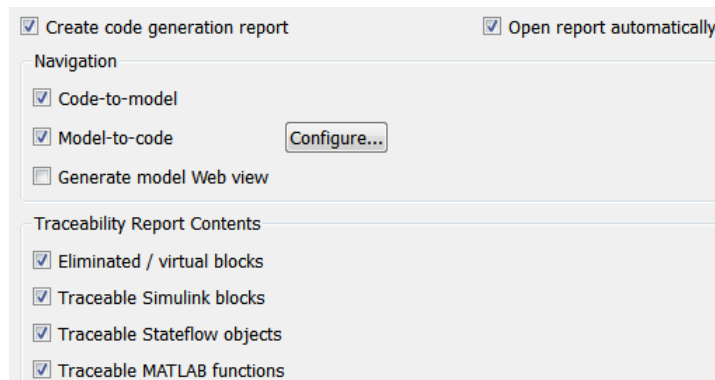 Create code generation report Open report automatically
Navigation
Code-to-model
Model-to-code Configure...
Generate model Web view
Traceability Report Contents
Eliminated / virtual blocks
Traceable Simulink blocks
Traceable Stateflow objects
Traceable MATLAB functions